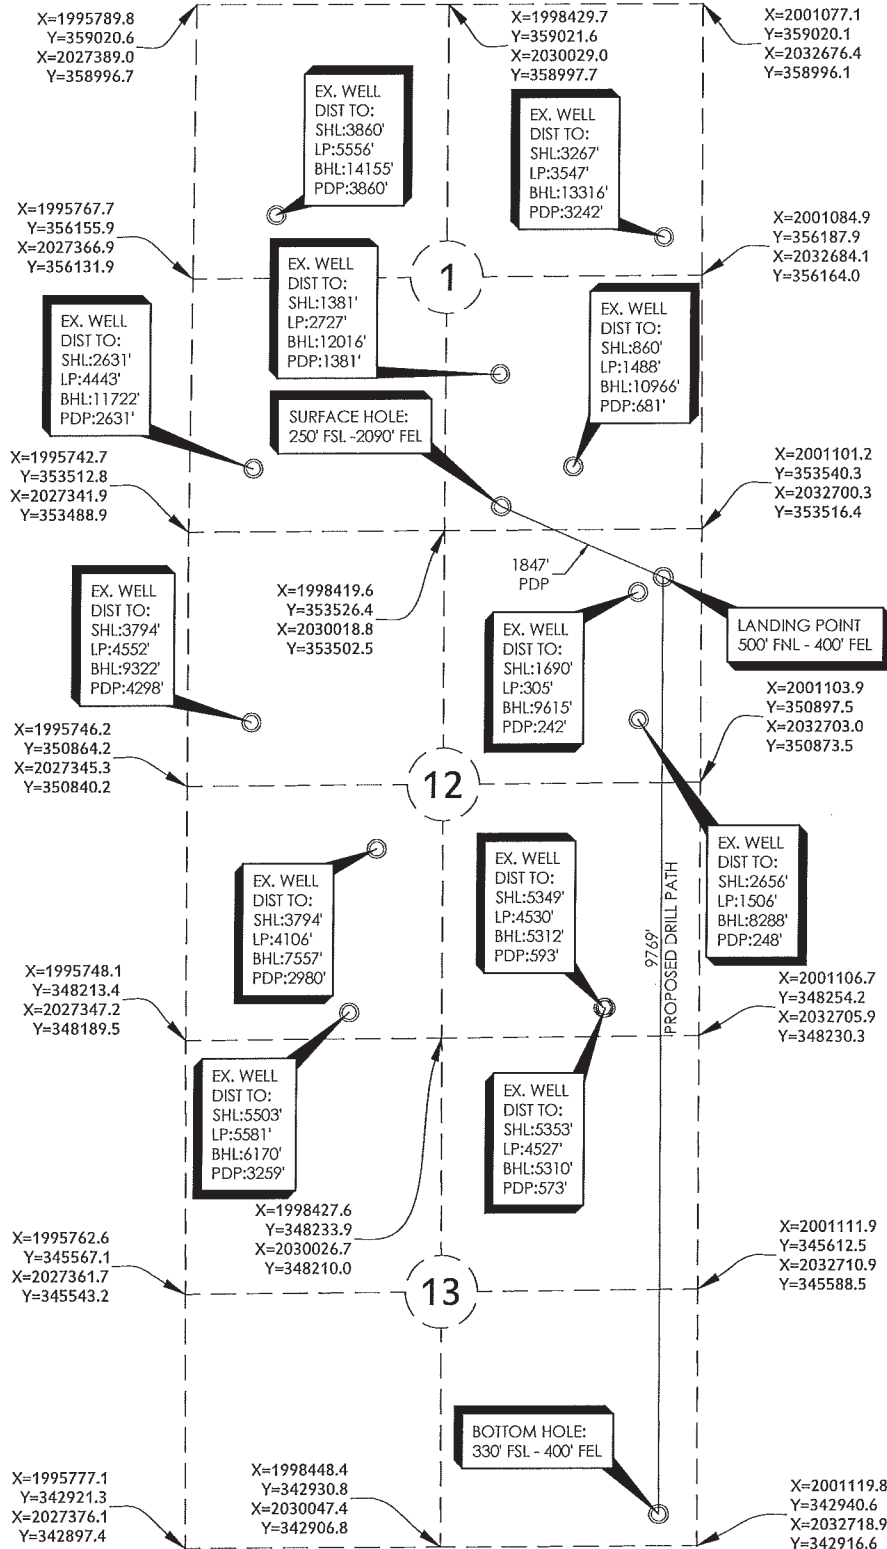 X=1995789.8
Y=359020.6
X=2027389.0
Y=358996.7
X=1998429.7
Y=359021.6
X=2030029.0
Y=358997.7
X=2001077.1
Y=359020.1
X=2032676.4
Y=358996.1
EX. WELL
DIST TO:
SHL:3860'
LP:5556'
BHL:14155'
PDP:3860'
EX. WELL
DIST TO:
SHL:3267'
LP:3547'
BHL:13316'
PDP:3242'
X=1995767.7
Y=356155.9
X=2027366.9
Y=356131.9
X=2001084.9
Y=356187.9
X=2032684.1
Y=356164.0
1
EX. WELL
DIST TO:
SHL:1381'
LP:2727'
BHL:12016'
PDP:1381'
EX. WELL
DIST TO:
SHL:860'
LP:1488'
BHL:10966'
PDP:681'
EX. WELL
DIST TO:
SHL:2631'
LP:4443'
BHL:11722'
PDP:2631'
SURFACE HOLE:
250' FSL -2090' FEL
X=1995742.7
Y=353512.8
X=2027341.9
Y=353488.9
X=2001101.2
Y=353540.3
X=2032700.3
Y=353516.4
1847'
PDP
EX. WELL
DIST TO:
SHL:3794'
LP:4552'
BHL:9322'
PDP:4298'
X=1998419.6
Y=353526.4
X=2030018.8
Y=353502.5
EX. WELL
DIST TO:
SHL:1690'
LP:305'
BHL:9615'
PDP:242'
LANDING POINT
500' FNL - 400' FEL
X=1995746.2
Y=350864.2
X=2027345.3
Y=350840.2
X=2001103.9
Y=350897.5
X=2032703.0
Y=350873.5
12
EX. WELL
DIST TO:
SHL:3794'
LP:4106'
BHL:7557'
PDP:2980'
EX. WELL
DIST TO:
SHL:5349'
LP:4530'
BHL:5312'
PDP:593'
EX. WELL
DIST TO:
SHL:2656'
LP:1506'
BHL:8288'
PDP:248'
9769'
PROPOSED DRILL PATH
X=1995748.1
Y=348213.4
X=2027347.2
Y=348189.5
X=2001106.7
Y=348254.2
X=2032705.9
Y=348230.3
EX. WELL
DIST TO:
SHL:5503'
LP:5581'
BHL:6170'
PDP:3259'
EX. WELL
DIST TO:
SHL:5353'
LP:4527'
BHL:5310'
PDP:573'
X=1998427.6
Y=348233.9
X=2030026.7
Y=348210.0
X=1995762.6
Y=345567.1
X=2027361.7
Y=345543.2
X=2001111.9
Y=345612.5
X=2032710.9
Y=345588.5
13
BOTTOM HOLE:
330' FSL - 400' FEL
X=1995777.1
Y=342921.3
X=2027376.1
Y=342897.4
X=1998448.4
Y=342930.8
X=2030047.4
Y=342906.8
X=2001119.8
Y=342940.6
X=2032718.9
Y=342916.6